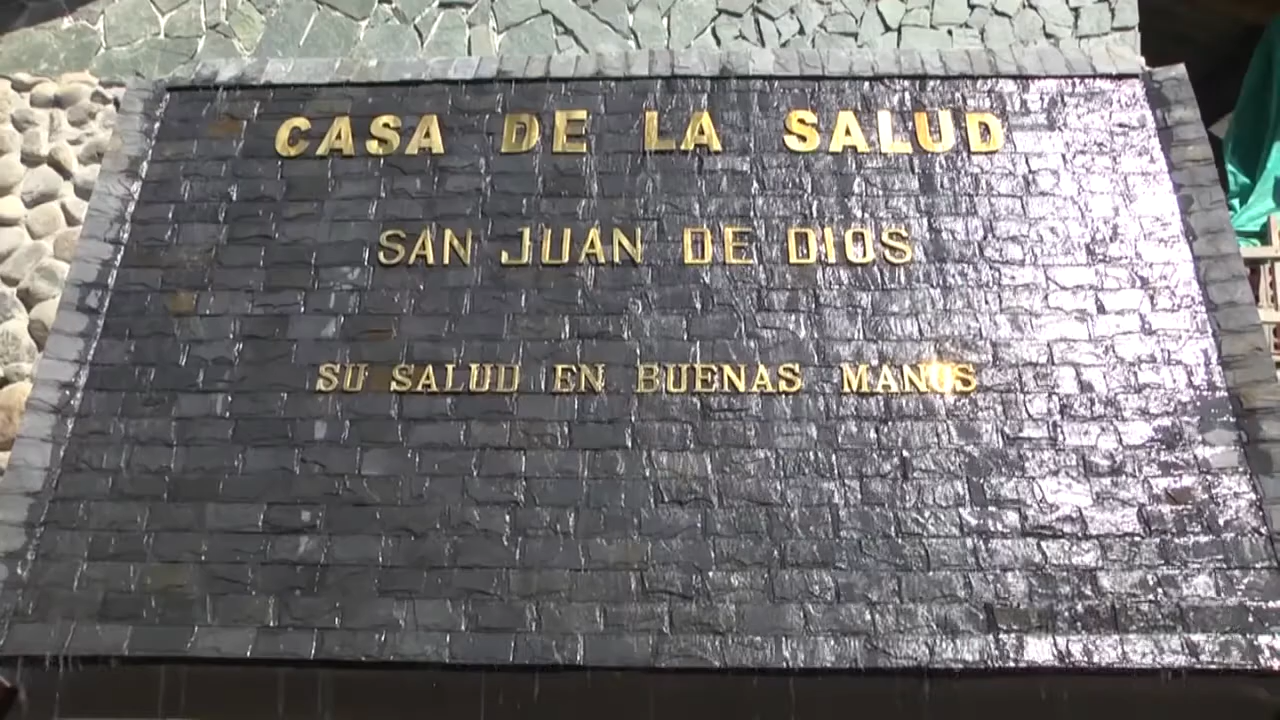 CASA DE LA SALUD
SAN JUAN DE DIOS
SU SALUD EN BUENAS MANOS